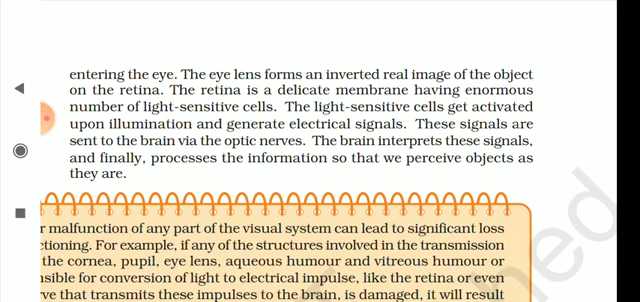 entering the eye. The eye lens forms an inverted real image of the object
on the retina. The retina is a delicate membrane having enormous
number of light-sensitive cells. The light-sensitive cells get activated
upon illumination and generate electrical signals. These signals are
sent to the brain via the optic nerves. The brain interprets these signals,
and finally, processes the information so that we perceive objects as
they are.
r malfunction of any part of the visual system can lead to significant loss
ctioning. For example, if any of the structures involved in the transmission
the cornea, pupil, eye lens, aqueous humour and vitreous humour or
nsible for conversion of light to electrical impulse, like the retina or even
rve that transmits these impulses to the brain, is damaged, it will result